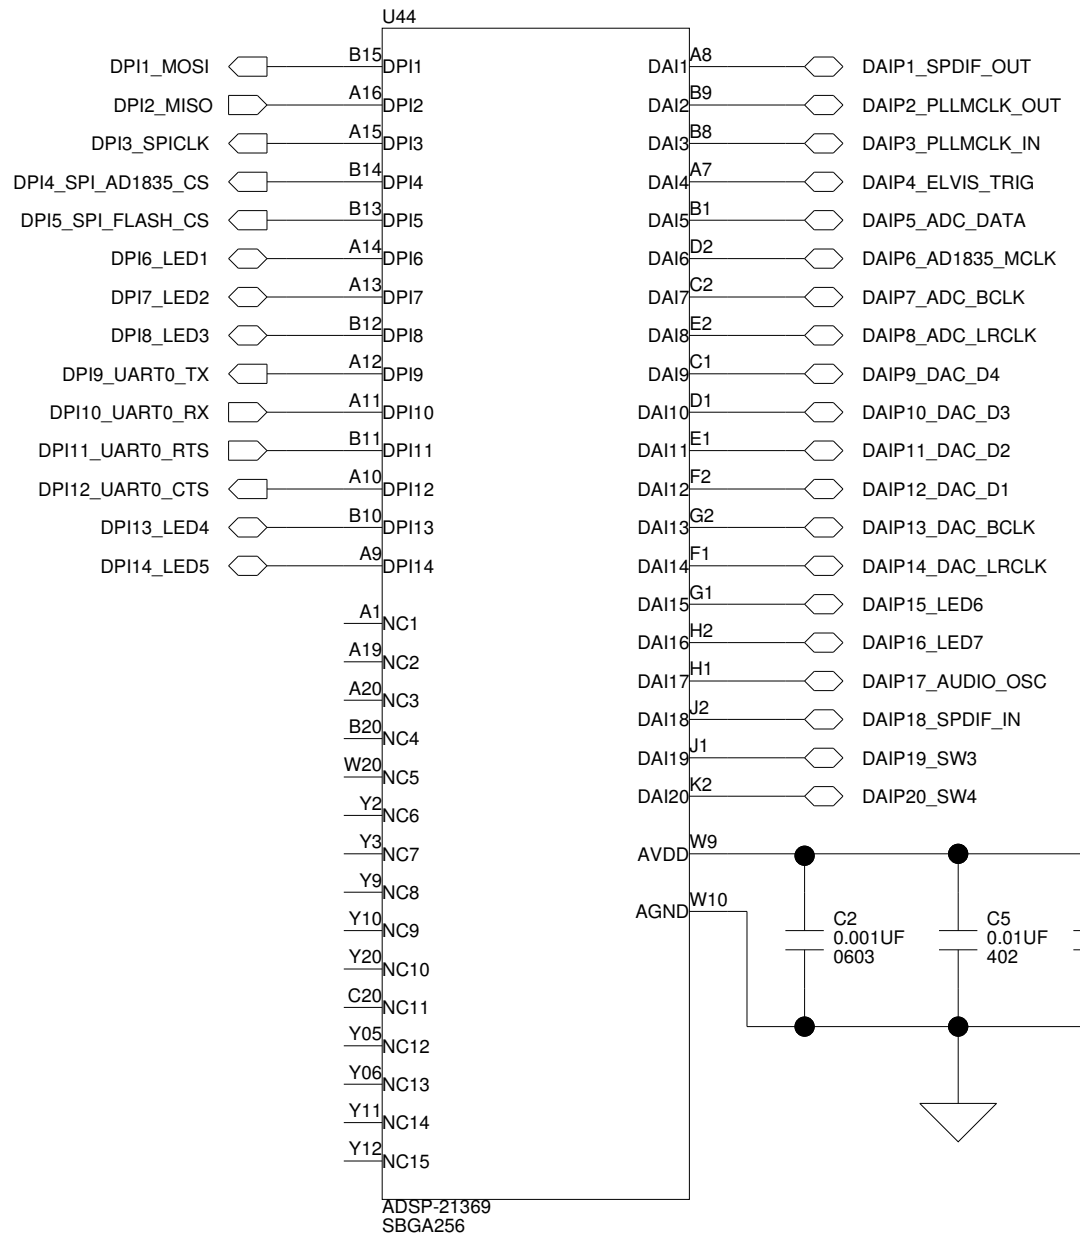 U44
DPI1_MOSI B15 DPI1 DAI1 A8 DAIP1_SPDIF_OUT
DPI2_MISO A16 DPI2 DAI2 B9 DAIP2_PLLMCLK_OUT
DPI3_SPICLK A15 DPI3 DAI3 B8 DAIP3_PLLMCLK_IN
DPI4_SPI_AD1835_CS B14 DPI4 DAI4 A7 DAIP4_ELVIS_TRIG
DPI5_SPI_FLASH_CS B13 DPI5 DAI5 B1 DAIP5_ADC_DATA
DPI6_LED1 A14 DPI6 DAI6 D2 DAIP6_AD1835_MCLK
DPI7_LED2 A13 DPI7 DAI7 C2 DAIP7_ADC_BCLK
DPI8_LED3 B12 DPI8 DAI8 E2 DAIP8_ADC_LRCLK
DPI9_UART0_TX A12 DPI9 DAI9 C1 DAIP9_DAC_D4
DPI10_UART0_RX A11 DPI10 DAI10 D1 DAIP10_DAC_D3
DPI11_UART0_RTS B11 DPI11 DAI11 E1 DAIP11_DAC_D2
DPI12_UART0_CTS A10 DPI12 DAI12 F2 DAIP12_DAC_D1
DPI13_LED4 B10 DPI13 DAI13 G2 DAIP13_DAC_BCLK
DPI14_LED5 A9 DPI14 DAI14 F1 DAIP14_DAC_LRCLK
DAI15 G1 DAIP15_LED6
A1 NC1 DAI16 H2 DAIP16_LED7
A19 NC2 DAI17 H1 DAIP17_AUDIO_OSC
A20 NC3 DAI18 J2 DAIP18_SPDIF_IN
B20 NC4 DAI19 J1 DAIP19_SW3
W20 NC5 DAI20 K2 DAIP20_SW4
Y2 NC6
Y3 NC7 AVDD W9
Y9 NC8 AGND W10
Y10 NC9 C2 C5
0.001UF 0.01UF
0603 402
Y20 NC10
C20 NC11
Y05 NC12
Y06 NC13
Y11 NC14
Y12 NC15
ADSP-21369
SBGA256